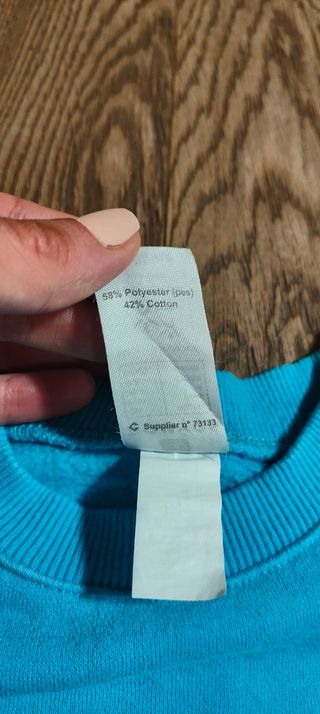 58% Polyester (pes)
42% Cotton
Supplier n° 73133